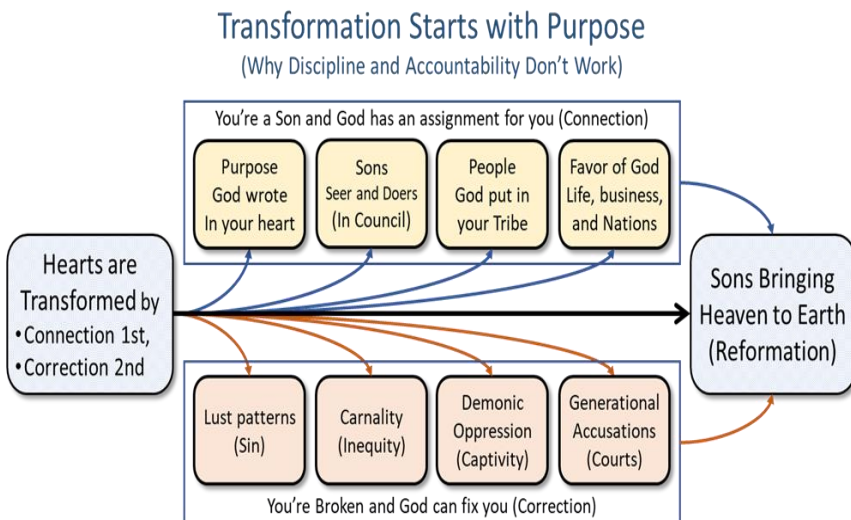 Transformation Starts with Purpose
(Why Discipline and Accountability Don't Work)
You're a Son and God has an assignment for you (Connection)
Purpose
God wrote
In your heart
Sons
Seer and Doers
(In Council)
People
God put in
your Tribe
Favor of God
Life, business,
and Nations
Hearts are
Transformed by
•Connection 1st,
•Correction 2nd
Sons Bringing
Heaven to Earth
(Reformation)
Lust patterns
(Sin)
Carnality
(Inequity)
Demonic
Oppression
(Captivity)
Generational
Accusations
(Courts)
You're Broken and God can fix you (Correction)